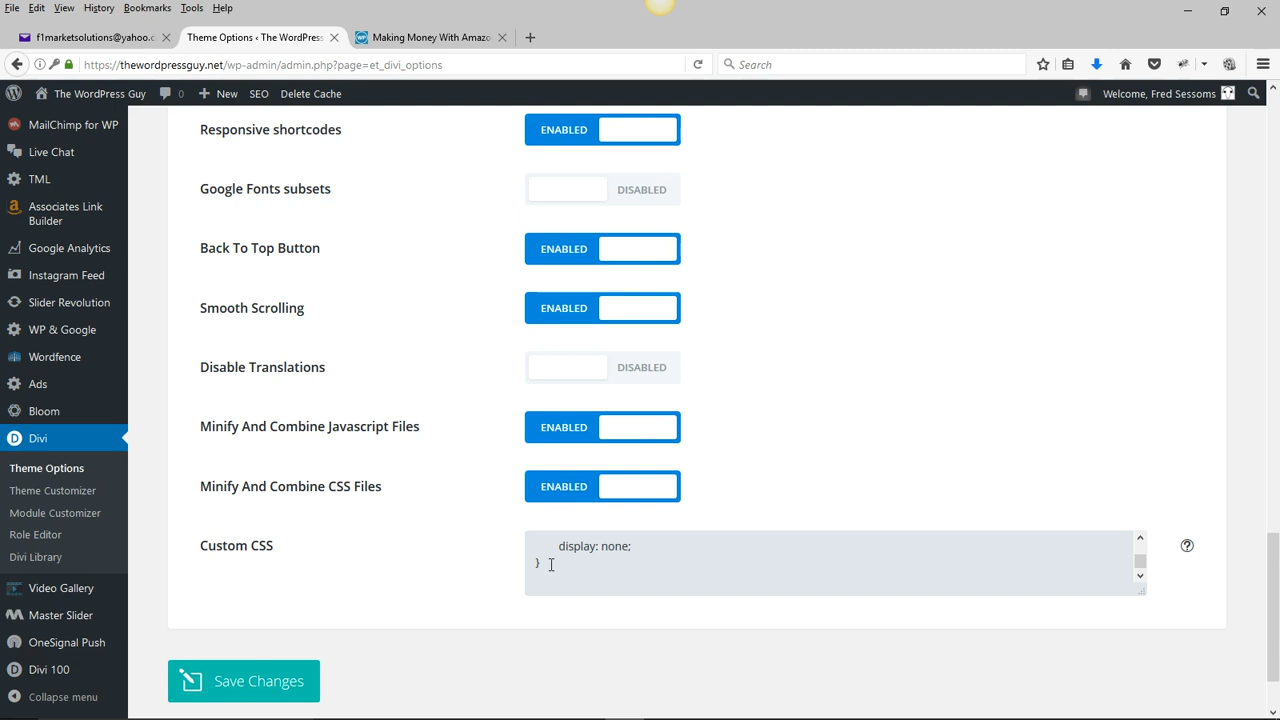 File Edit View History Bookmarks Tools Help
f1marketsolutions@yahoo.c
Theme Options ‹ The WordPress
Making Money With Amazo
https://thewordpressguy.net/wp-admin/admin.php?page=et_divi_options
Search
The WordPress Guy 0 New SEO Delete Cache
Welcome, Fred Sessoms
MailChimp for WP
Live Chat
TML
Associates Link
Builder
Google Analytics
Instagram Feed
Slider Revolution
WP & Google
Wordfence
Ads
Bloom
Divi
Theme Options
Theme Customizer
Module Customizer
Role Editor
Divi Library
Video Gallery
Master Slider
OneSignal Push
Divi 100
Collapse menu
Responsive shortcodes ENABLED
Google Fonts subsets DISABLED
Back To Top Button ENABLED
Smooth Scrolling ENABLED
Disable Translations DISABLED
Minify And Combine Javascript Files ENABLED
Minify And Combine CSS Files ENABLED
Custom CSS
display: none;
}
Save Changes